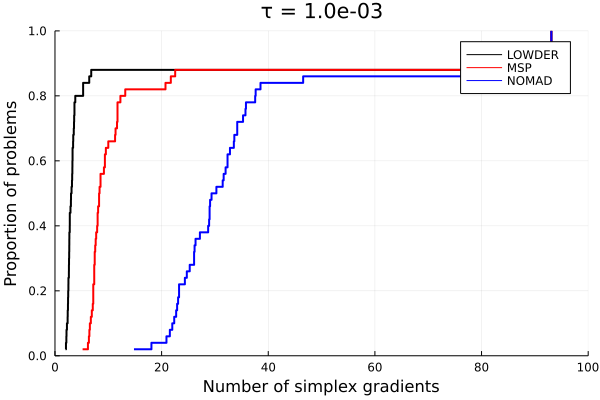 τ = 1.0e-03
Proportion of problems
1.0
0.8
0.6
0.4
0.2
0.0
LOWDER
MSP
NOMAD
0
20
40
60
80
100
Number of simplex gradients